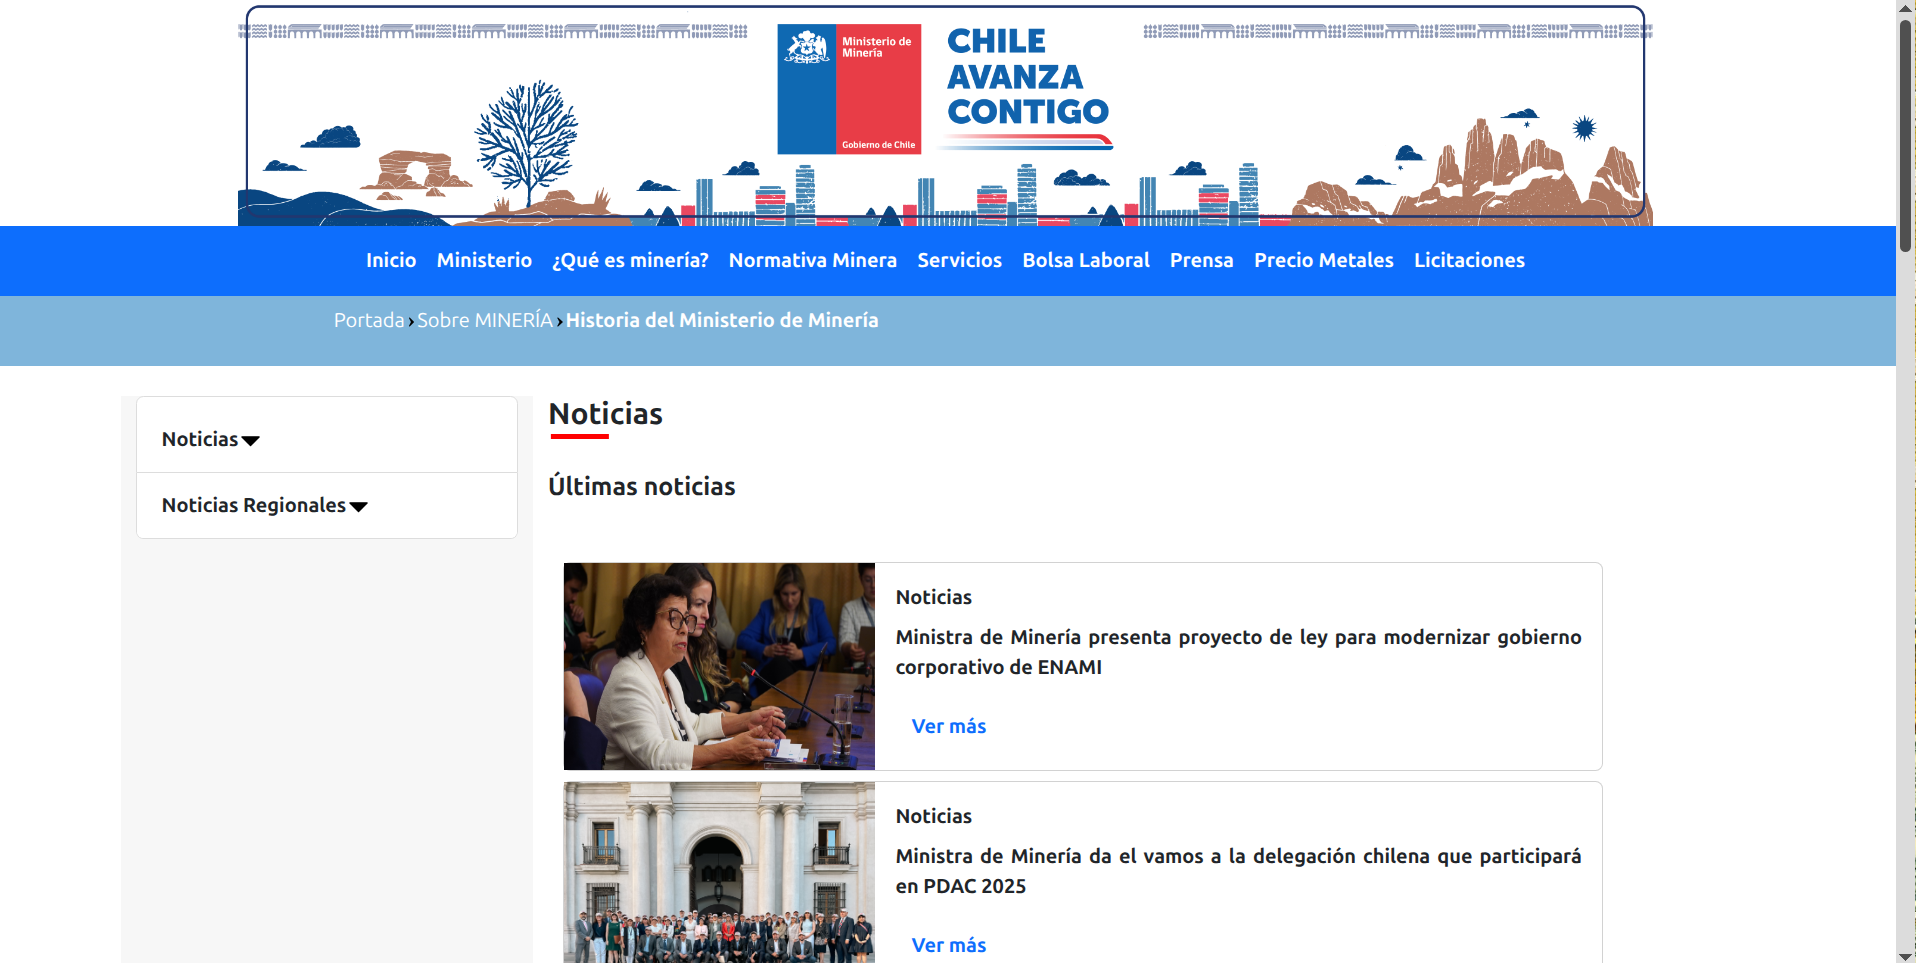 Ministerio de
Minería
Gobierno de Chile
CHILE
AVANZA
CONTIGO
Inicio Ministerio ¿Qué es minería? Normativa Minera Servicios Bolsa Laboral Prensa Precio Metales Licitaciones
Portada › Sobre MINERÍA › Historia del Ministerio de Minería
Noticias
Noticias Regionales
Noticias
Últimas noticias
Noticias
Ministra de Minería presenta proyecto de ley para modernizar gobierno
corporativo de ENAMI
Ver más
Noticias
Ministra de Minería da el vamos a la delegación chilena que participará
en PDAC 2025
Ver más